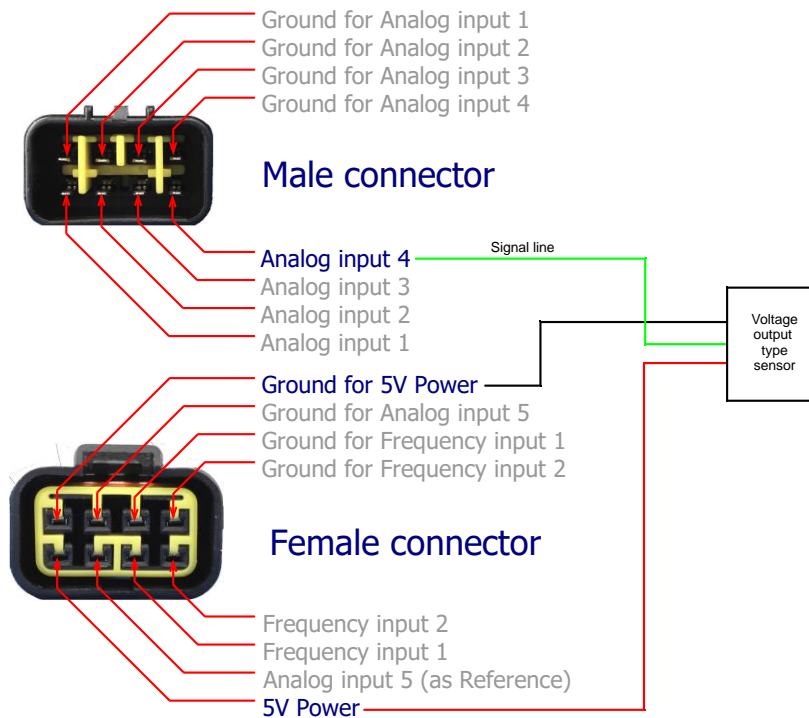 Ground for Analog input 1
Ground for Analog input 2
Ground for Analog input 3
Ground for Analog input 4
Male connector
Analog input 4
Signal line
Analog input 3
Analog input 2
Analog input 1
Voltage
output
type
sensor
Ground for 5V Power
Ground for Analog input 5
Ground for Frequency input 1
Ground for Frequency input 2
Female connector
Frequency input 2
Frequency input 1
Analog input 5 (as Reference)
5V Power